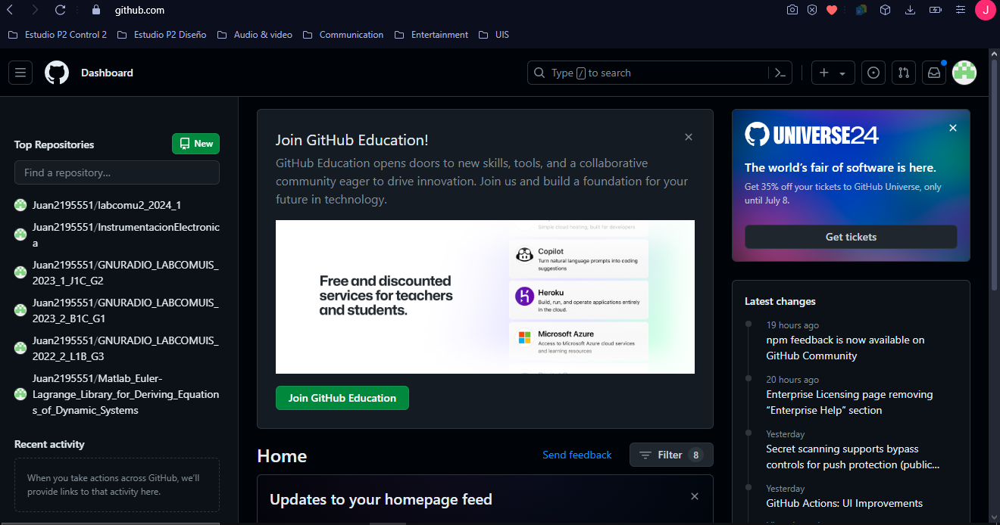 github.com
J
Estudio P2 Control 2
Estudio P2 Diseño
Audio & video
Communication
Entertainment
UIS
Dashboard
Type / to search
Top Repositories
New
Find a repository...
Juan2195551/labcomu2_2024_1
Juan2195551/InstrumentacionElectronic
a
Juan2195551/GNURADIO_LABCOMUIS_
2023_1_J1C_G2
Juan2195551/GNURADIO_LABCOMUIS_
2023_2_B1C_G1
Juan2195551/GNURADIO_LABCOMUIS_
2022_2_L1B_G3
Juan2195551/Matlab_Euler-
Lagrange_Library_for_Deriving_Equation
s_of_Dynamic_Systems
Recent activity
When you take actions across GitHub, we'll
provide links to that activity here.
Join GitHub Education!
GitHub Education opens doors to new skills, tools, and a collaborative
community eager to drive innovation. Join us and build a foundation for your
future in technology.
Free and discounted
services for teachers
and students.
Simple cloud hosting, built for developers
Copilot
Turn natural language prompts into coding
suggestions
Heroku
Build, run, and operate applications entirely
in the cloud.
Microsoft Azure
Access to Microsoft Azure cloud services
and learning resources
Join GitHub Education
Home
Send feedback
Filter 8
Updates to your homepage feed
UNIVERSE24
The world's fair of software is here.
Get 35% off your tickets to GitHub Universe, only
until July 8.
Get tickets
Latest changes
19 hours ago
npm feedback is now available on
GitHub Community
20 hours ago
Enterprise Licensing page removing
“Enterprise Help” section
Yesterday
Secret scanning supports bypass
controls for push protection (public...
Yesterday
GitHub Actions: UI Improvements